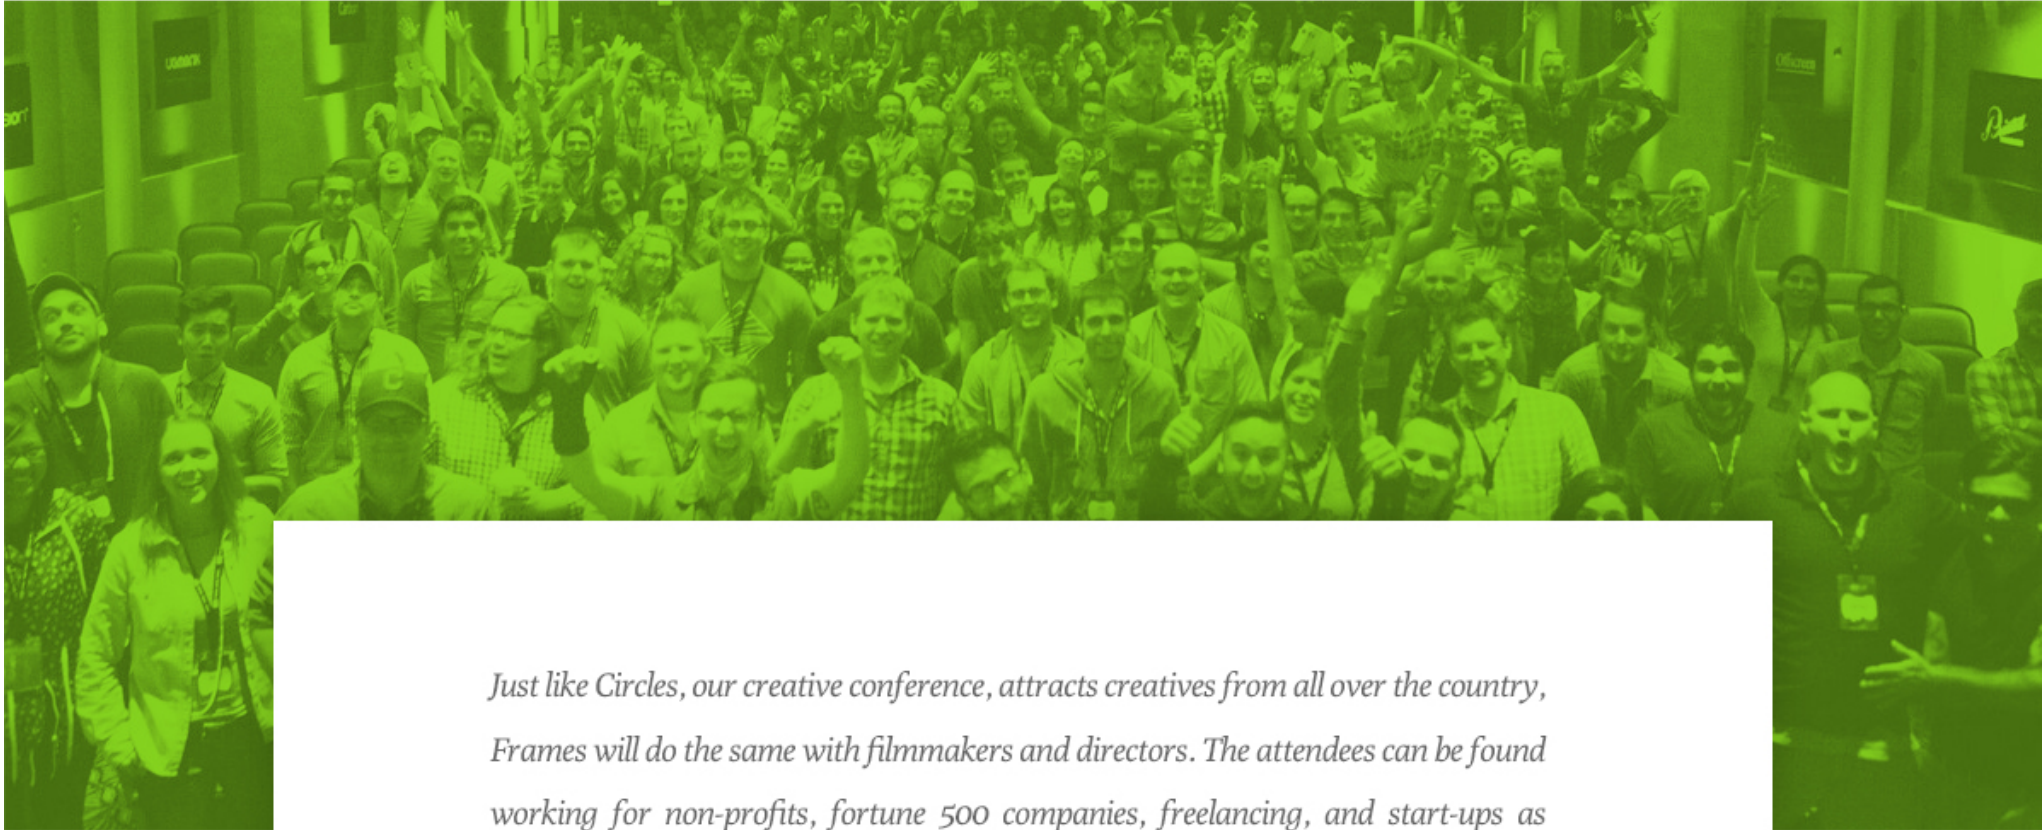 Offscreen
Just like Circles, our creative conference, attracts creatives from all over the country,
Frames will do the same with filmmakers and directors. The attendees can be found
working for non-profits, fortune 500 companies, freelancing, and start-ups as